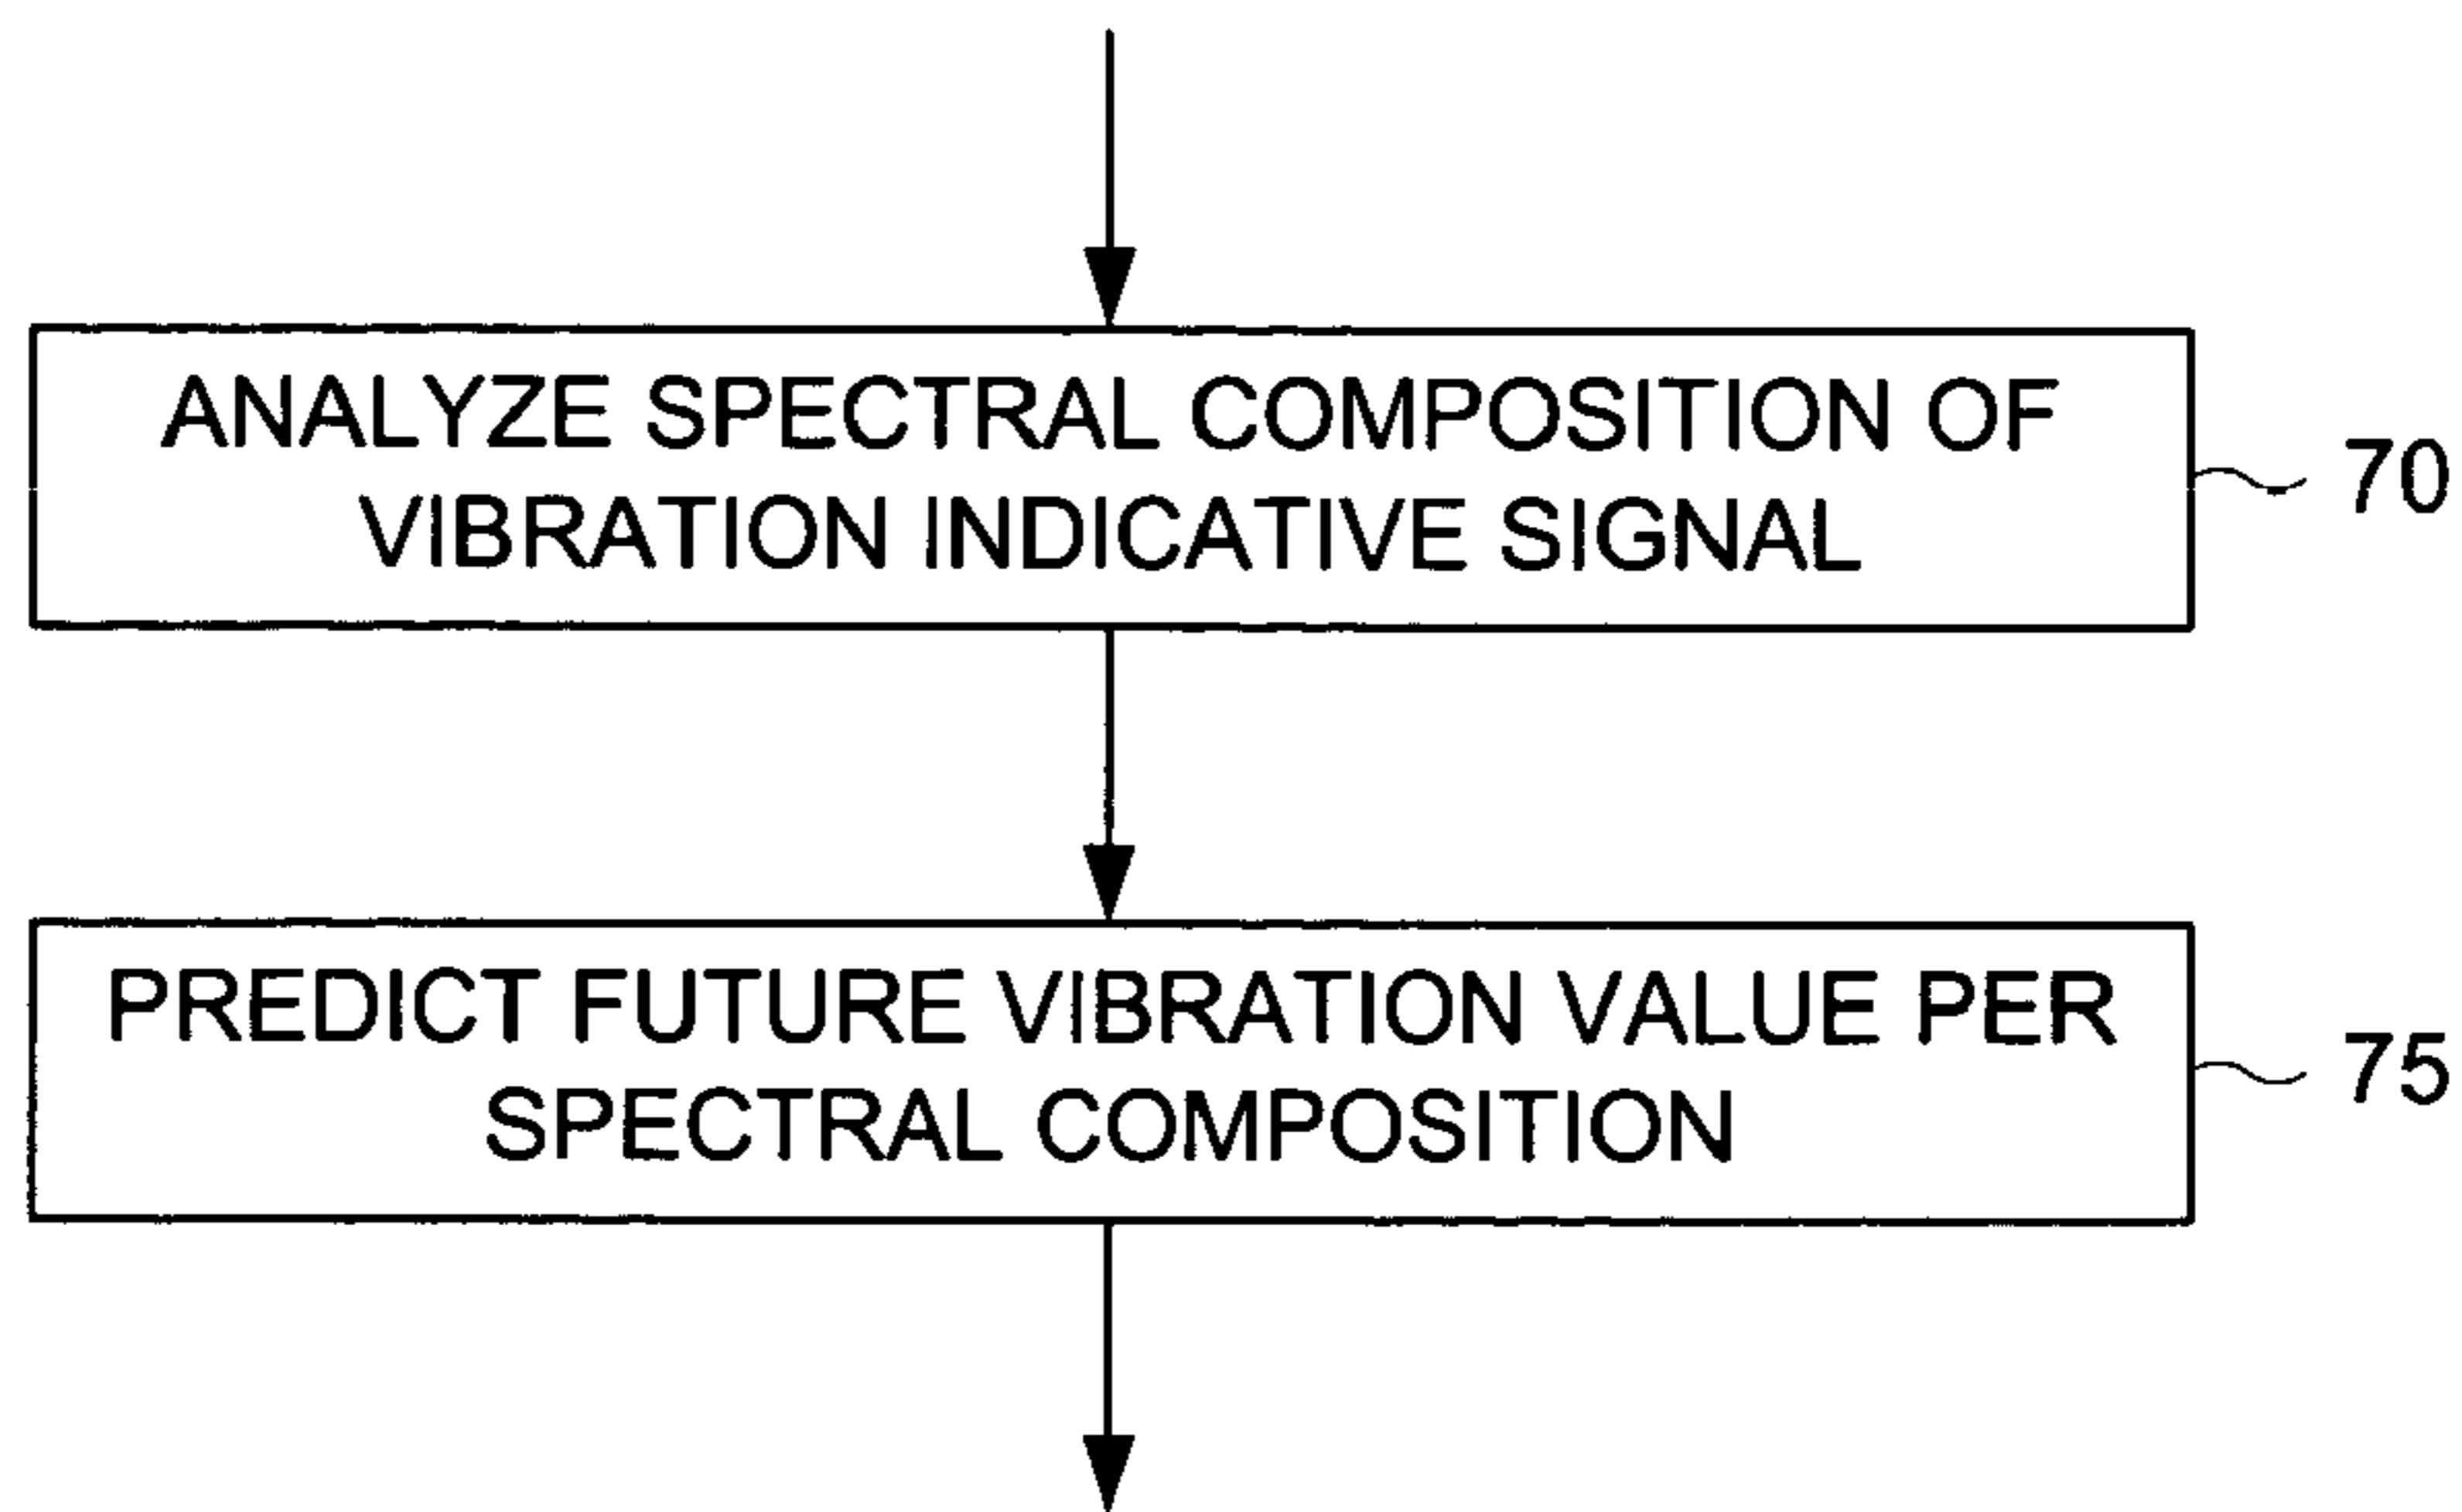 ANALYZE SPECTRAL COMPOSITION OF
VIBRATION INDICATIVE SIGNAL
70
PREDICT FUTURE VIBRATION VALUE PER
SPECTRAL COMPOSITION
75